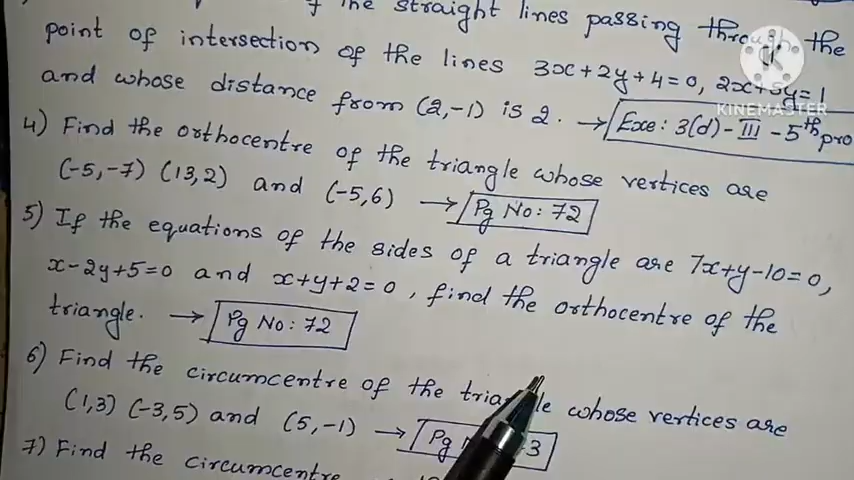 f the straight lines passing through the
point of intersection of the lines 3x+2y+4=0, 2x+5y=1
and whose distance from (2,-1) is 2. → Exe: 3(d)-III-5th pro
KINEMASTER
4) Find the orthocentre of the triangle whose vertices are
(-5,-7) (13,2) and (-5,6) → Pg No: 72
5) If the equations of the sides of a triangle are 7x+y-10=0,
x-2y+5=0 and x+y+2=0, find the orthocentre of the
triangle. → Pg No: 72
6) Find the circumcentre of the triangle whose vertices are
(1,3) (-3,5) and (5,-1) → Pg 3
7) Find the circumcentre